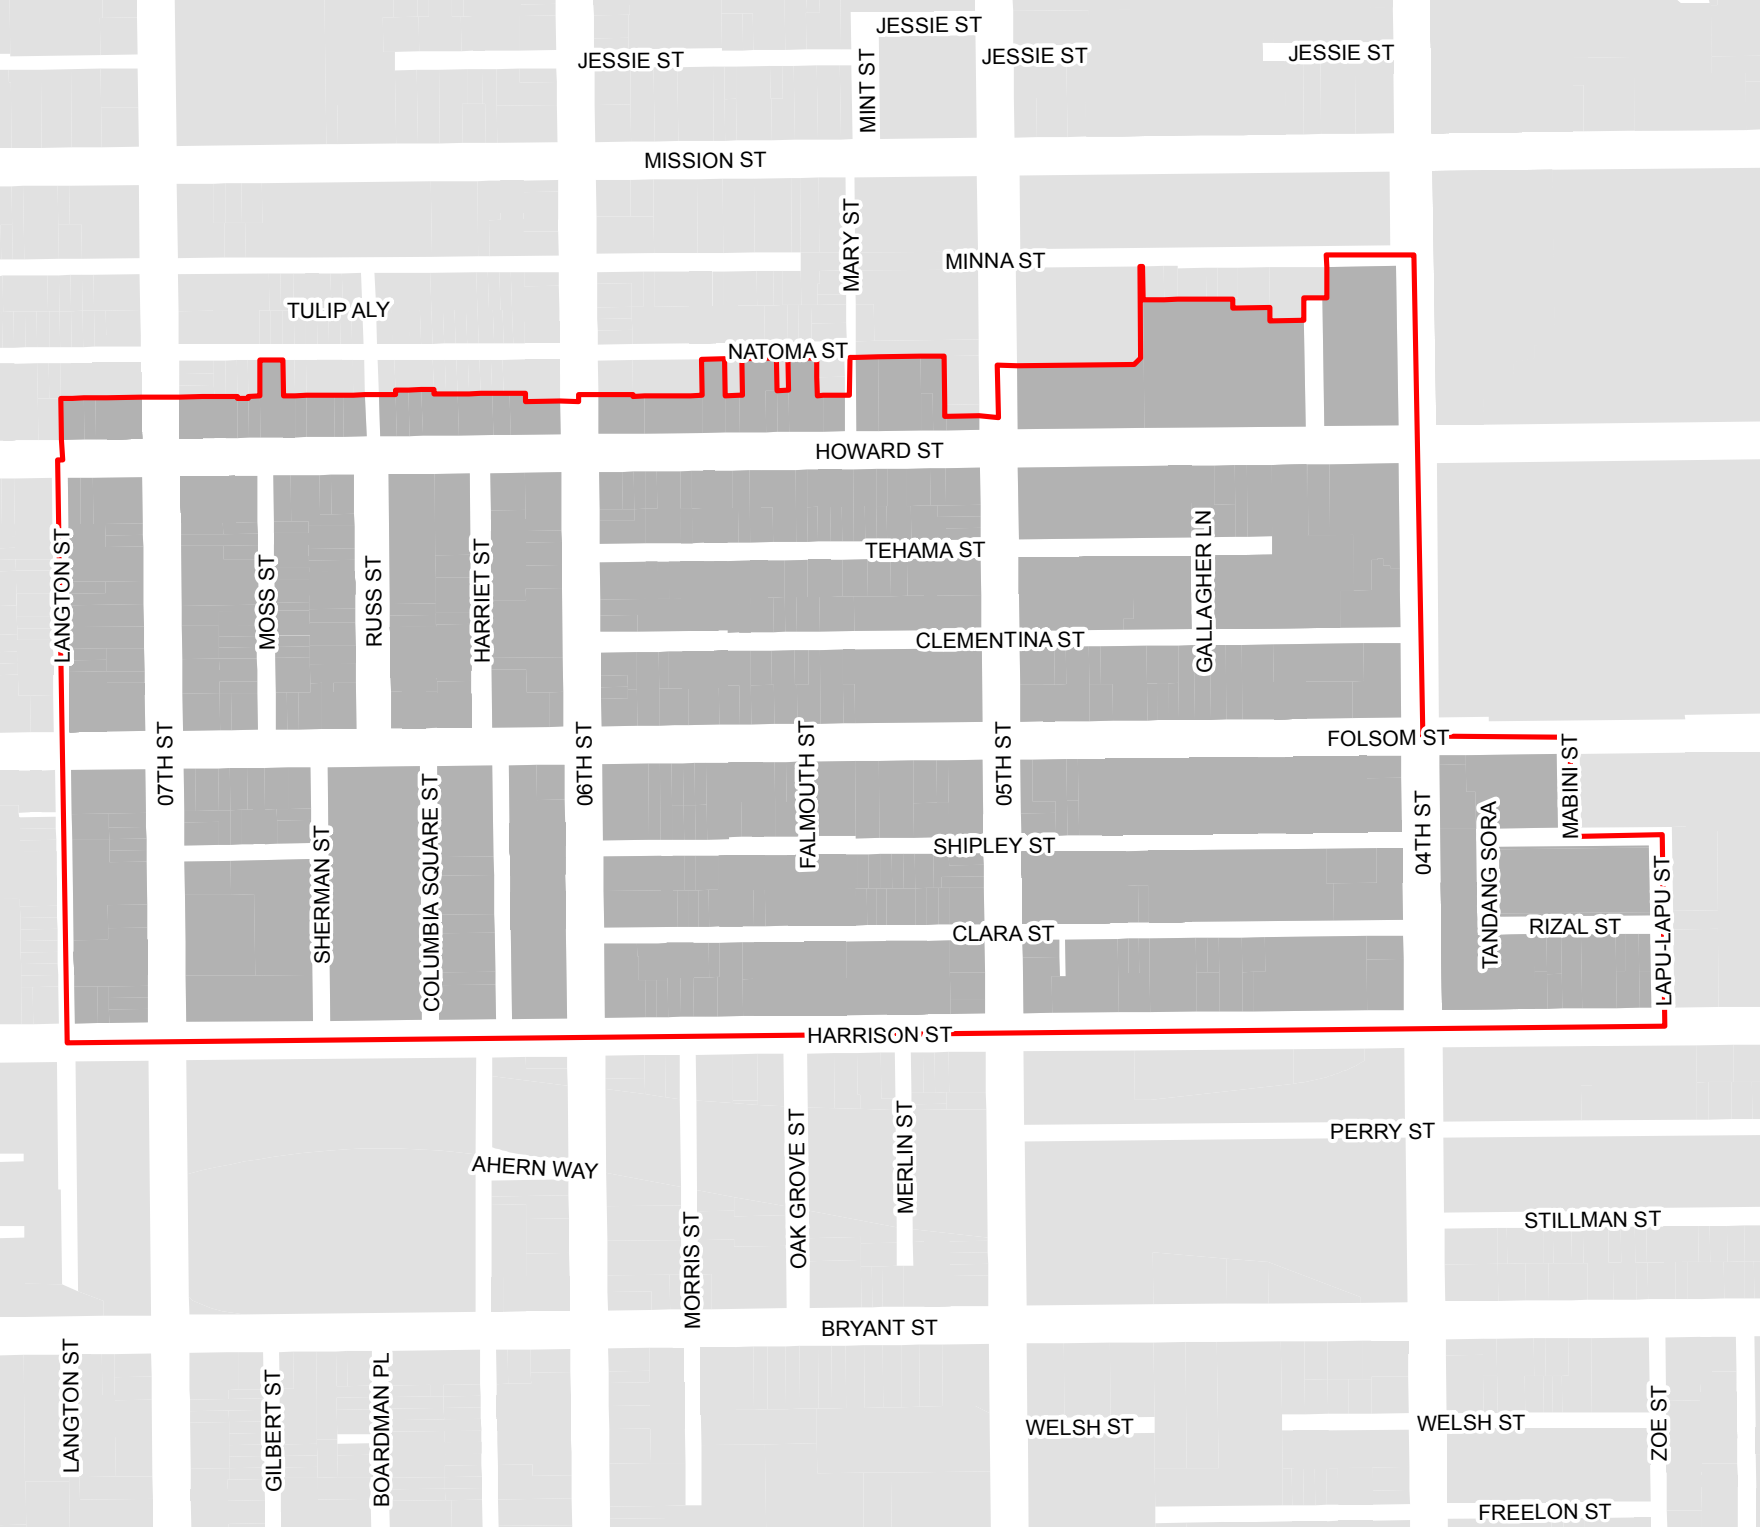 JESSIE ST
JESSIE ST
JESSIE ST
JESSIE ST
MINT ST
MISSION ST
MARY ST
MINNA ST
TULIP ALY
NATOMA ST
HOWARD ST
LANGTON ST
MOSS ST
RUSS ST
HARRIET ST
TEHAMA ST
GALLAGHER LN
CLEMENTINA ST
07TH ST
06TH ST
FALMOUTH ST
05TH ST
FOLSOM ST
MABINI ST
SHERMAN ST
COLUMBIA SQUARE ST
SHIPLEY ST
04TH ST
TANDANG SORA
LAPU-LAPU ST
RIZAL ST
CLARA ST
HARRISON ST
AHERN WAY
MORRIS ST
OAK GROVE ST
MERLIN ST
PERRY ST
STILLMAN ST
BRYANT ST
LANGTON ST
GILBERT ST
BOARDMAN PL
WELSH ST
WELSH ST
ZOE ST
FREELON ST